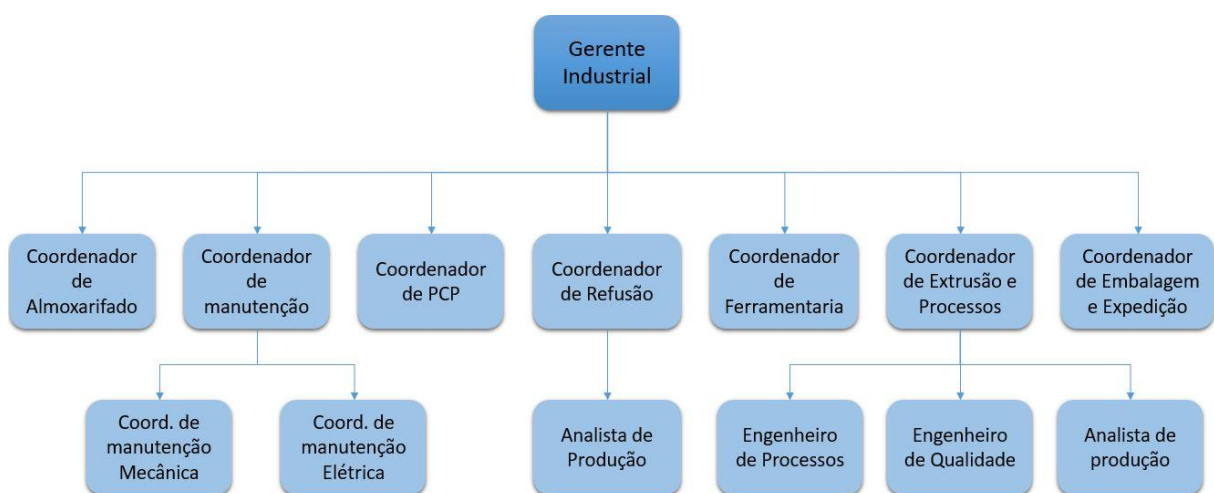 Gerente
Industrial
Coordenador
de
Almoxarifado
Coordenador
de
manutenção
Coordenador
de PCP
Coordenador
de Refusão
Coordenador
de
Ferramentaria
Coordenador
de Extrusão e
Processos
Coordenador
de Embalagem
e Expedição
Coord. de
manutenção
Mecânica
Coord. de
manutenção
Elétrica
Analista de
Produção
Engenheiro
de Processos
Engenheiro
de Qualidade
Analista de
produção